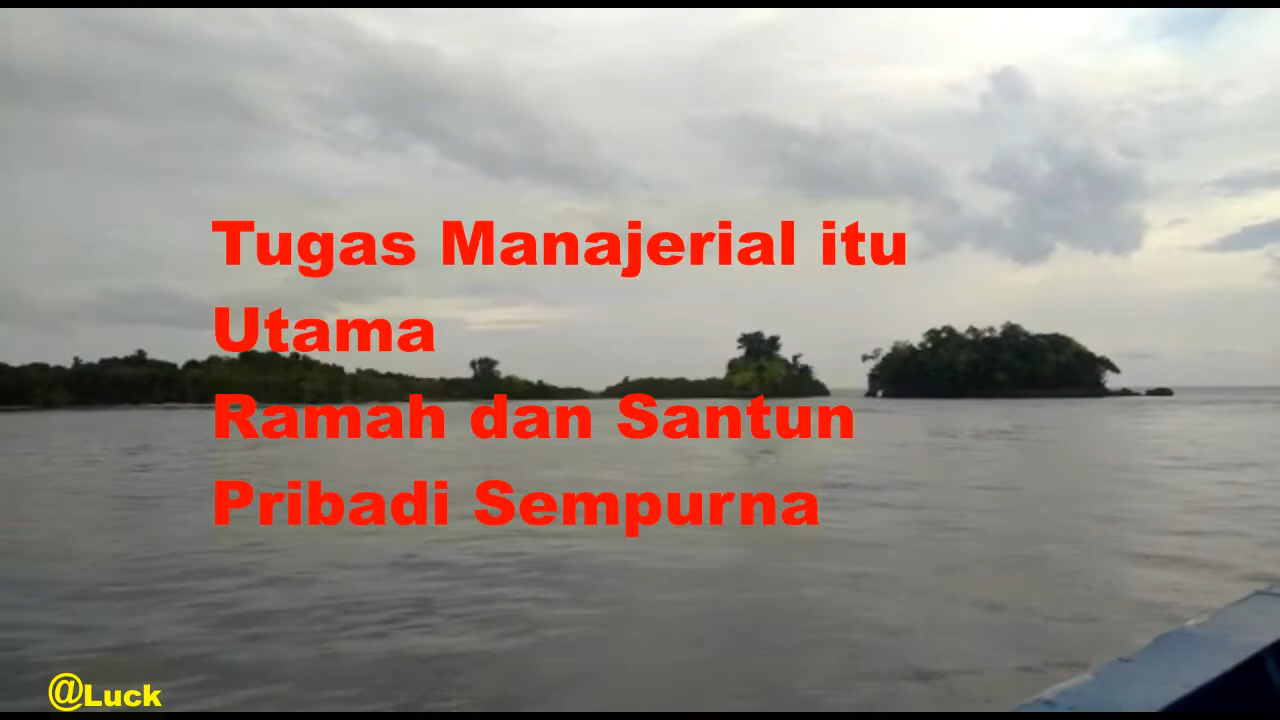 Tugas Manajerial itu
Utama
Ramah dan Santun
Pribadi Sempurna
@Luck